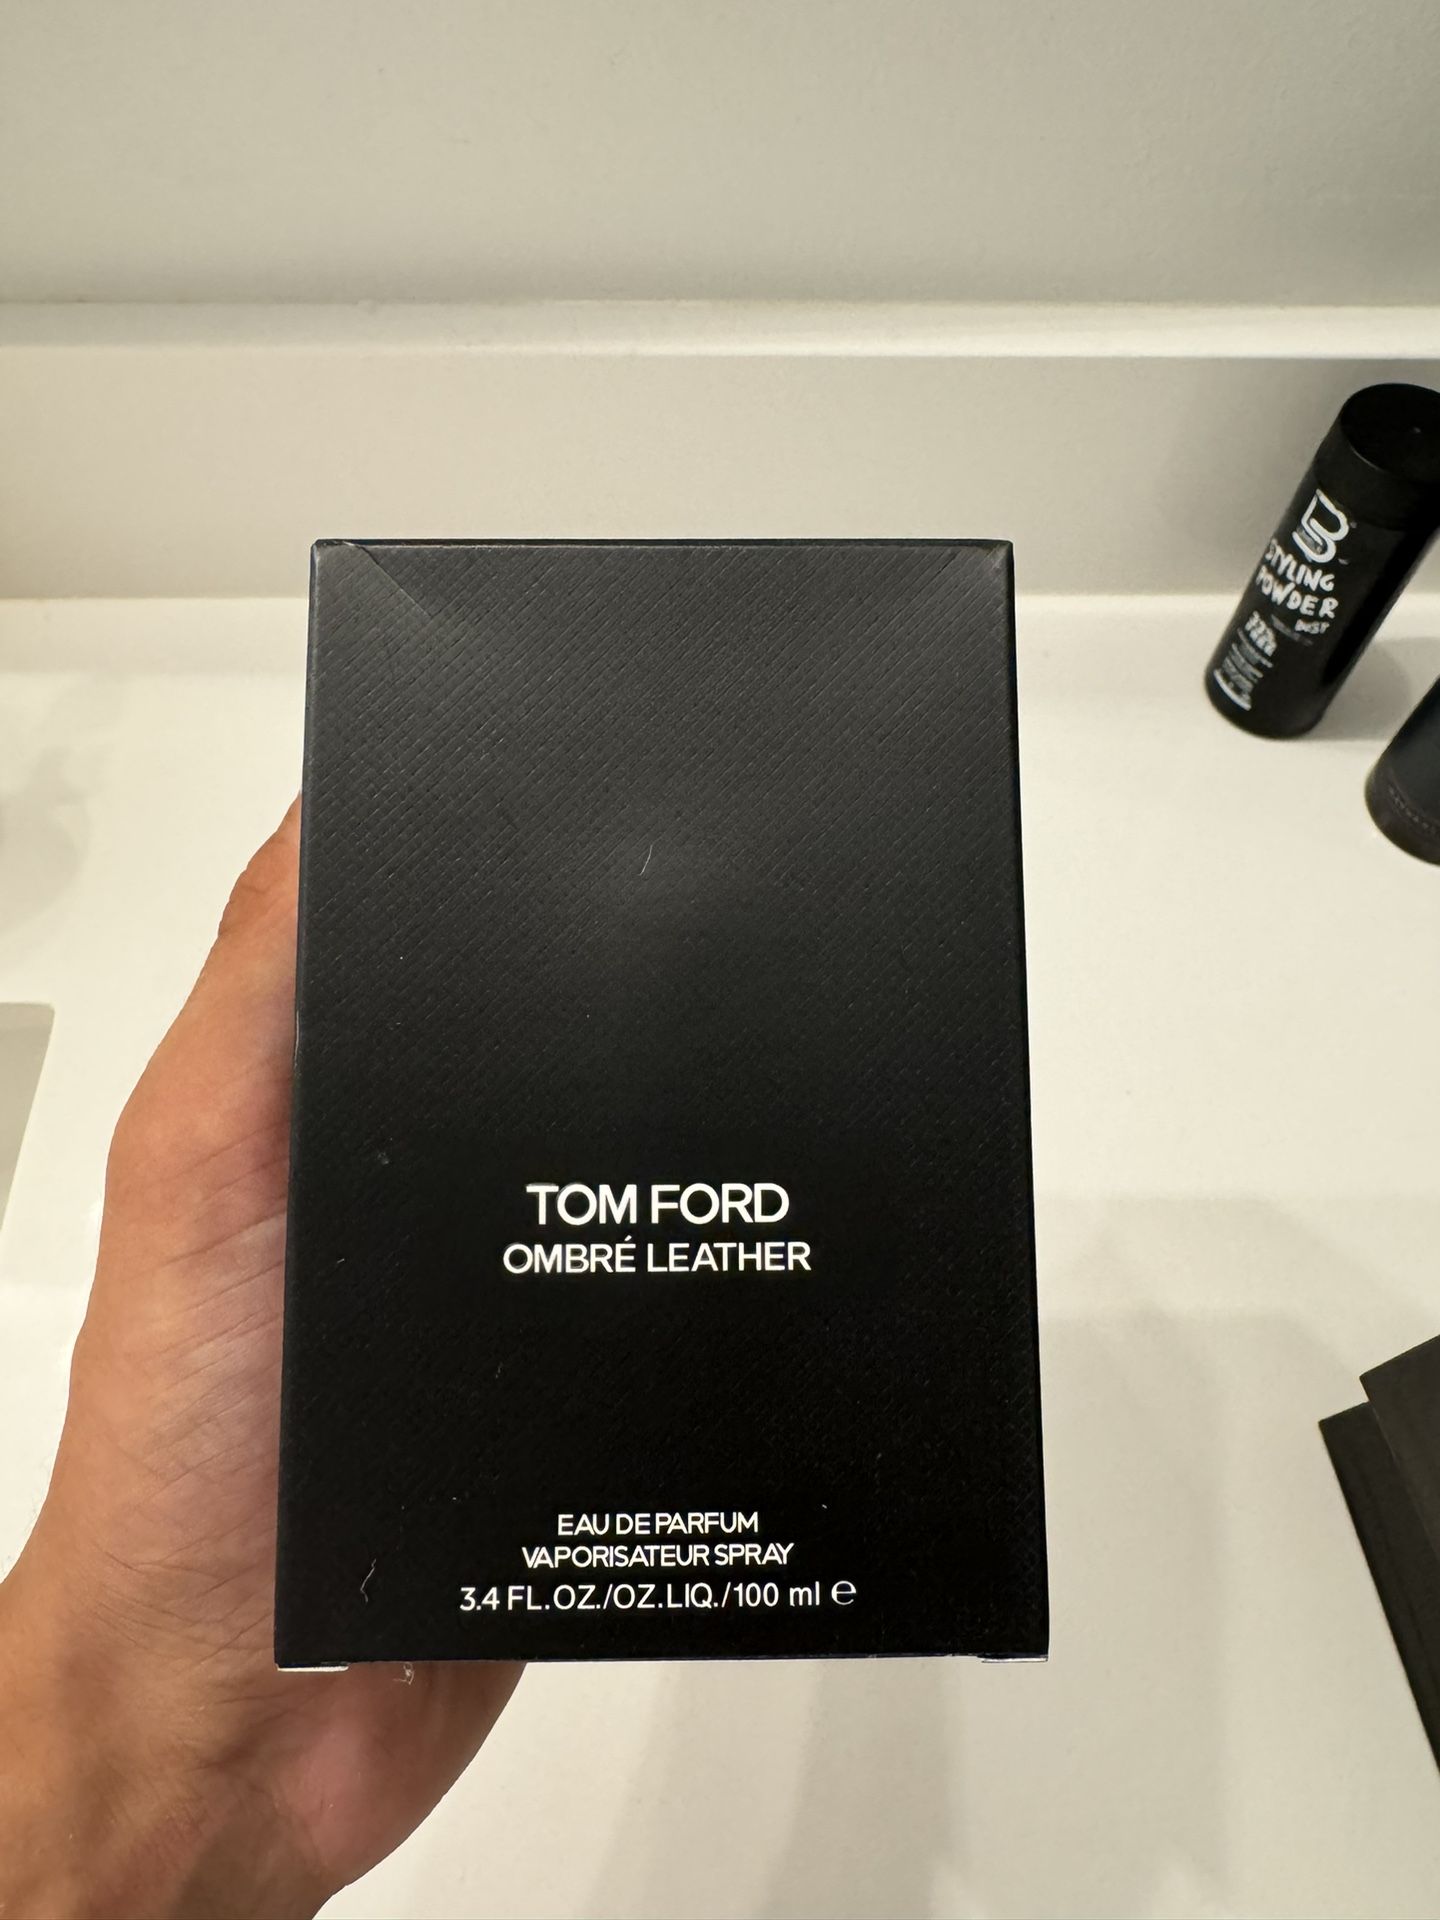 TOM FORD
OMBRÉ LEATHER
EAU DE PARFUM
VAPORISATEUR SPRAY
3.4 FL.OZ./OZ.LIQ./100 ml ℮
STYLING
POWDER
DUST